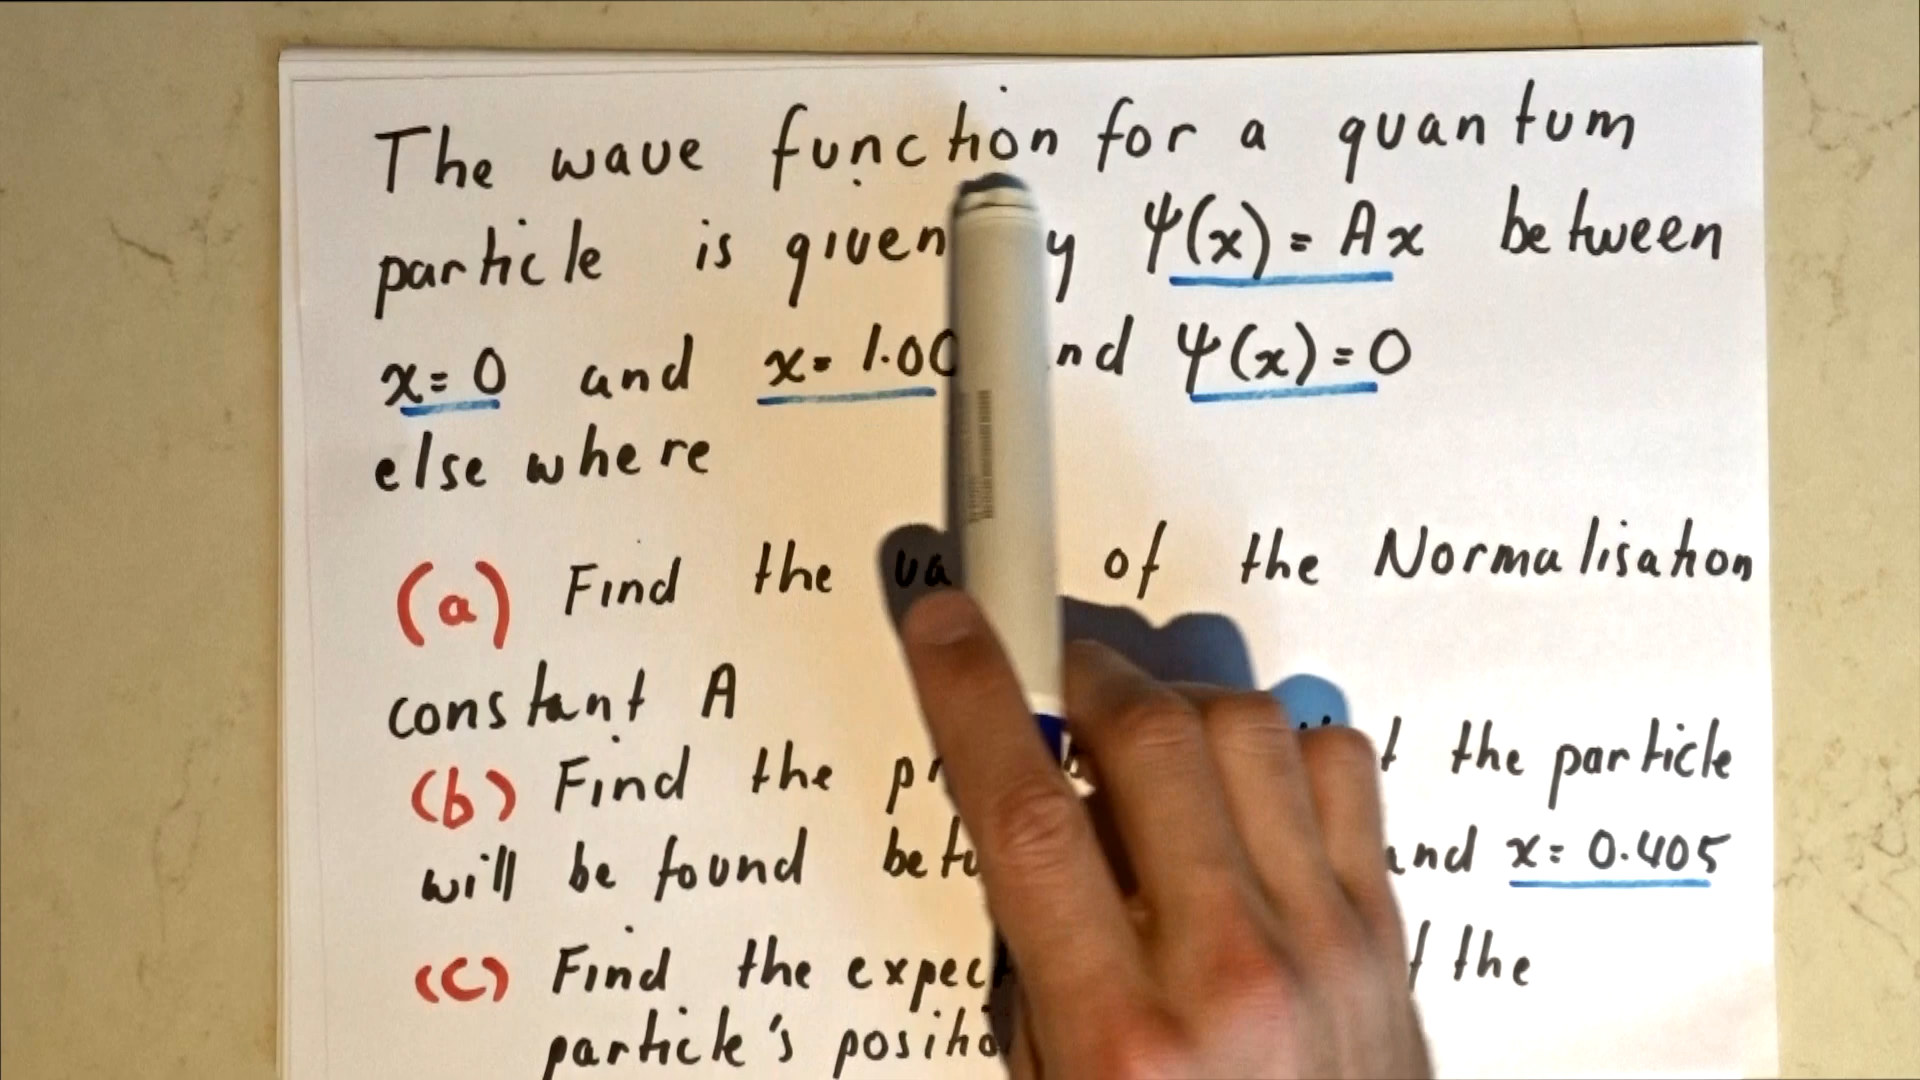 The wave function for a quantum
particle is given ψ(x) = Ax between
x = 0 and x = 1.00 ψ(x) = 0
else where
(a) Find the of the Normalisation
constant A
(b) Find the the particle
will be found and x = 0.405
(c) Find the the
particle's